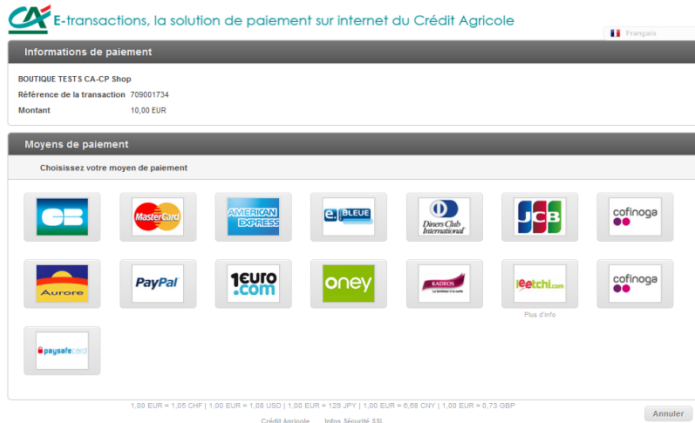 CA E-transactions, la solution de paiement sur internet du Crédit Agricole
Français
Informations de paiement
BOUTIQUE TESTS CA-CP Shop
Référence de la transaction 709001734
Montant 10,00 EUR
Moyens de paiement
Choisissez votre moyen de paiement
CB MasterCard AMERICAN EXPRESS e. BLEUE Diners Club International JCB cofinoga
Aurore PayPal 1euro.com oney KADEOS leetchi.com cofinoga
Plus d'info
paysafecard
1,00 EUR = 1,05 CHF | 1,00 EUR = 1,08 USD | 1,00 EUR = 129 JPY | 1,00 EUR = 6,68 CNY | 1,00 EUR = 0,73 GBP
Annuler
Crédit Agricole Infos Sécurité SSL